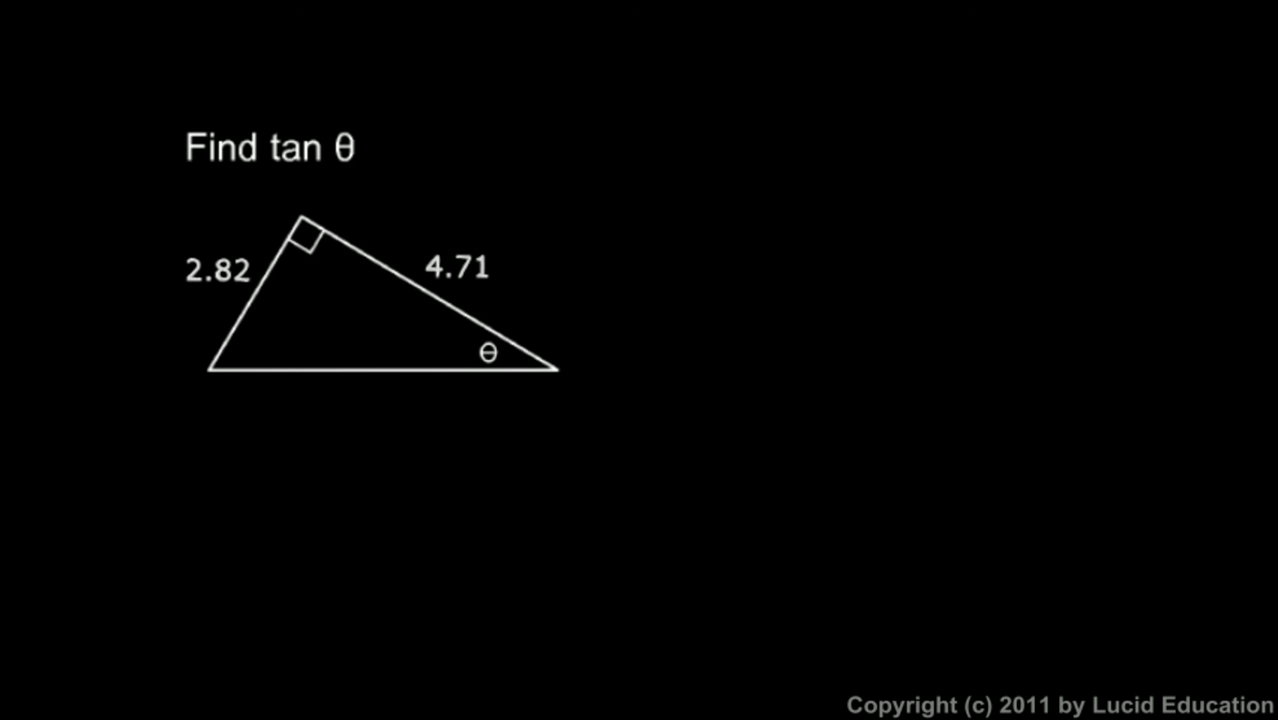 Find tan θ
2.82
4.71
θ
Copyright (c) 2011 by Lucid Education